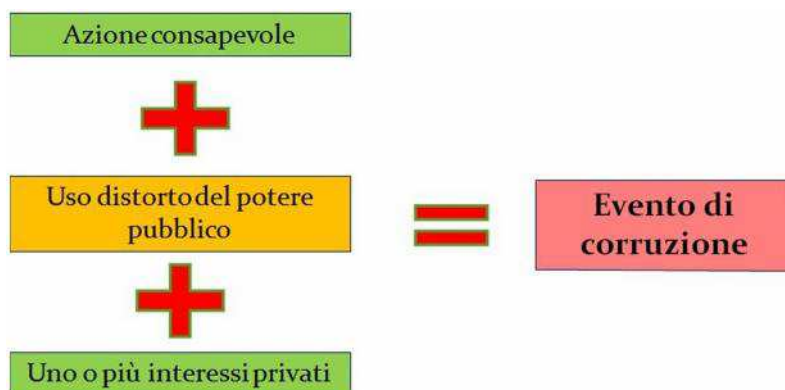 Azione consapevole
Uso distorto del potere
pubblico
Evento di
corruzione
Uno o più interessi privati